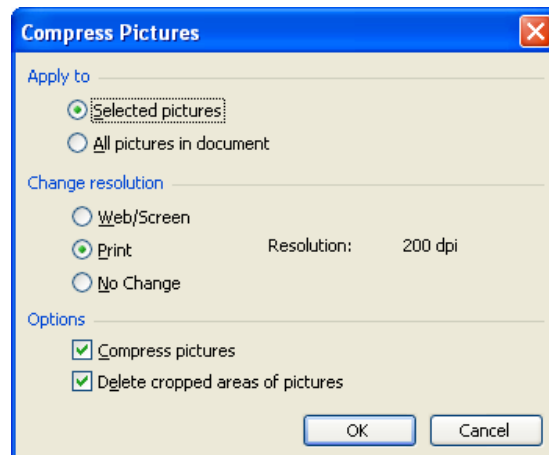 Compress Pictures
Apply to
Selected pictures
All pictures in document
Change resolution
Web/Screen
Print Resolution: 200 dpi
No Change
Options
Compress pictures
Delete cropped areas of pictures
OK Cancel